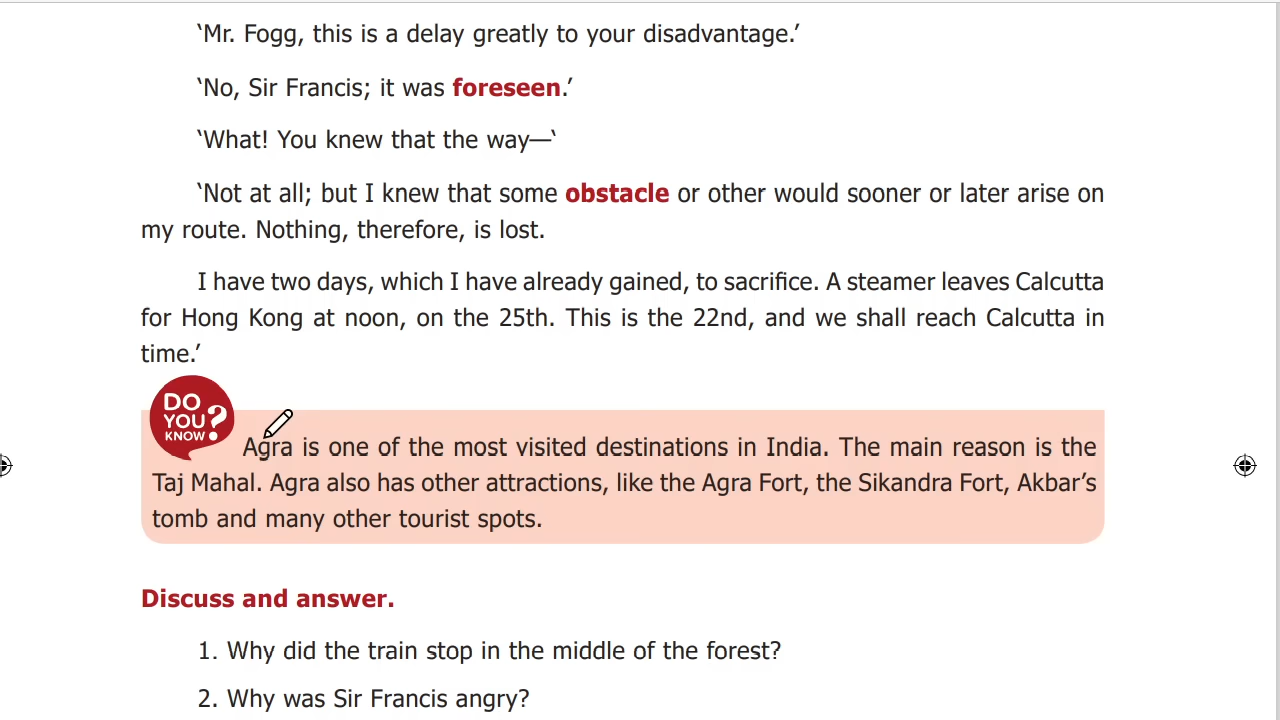 ‘Mr. Fogg, this is a delay greatly to your disadvantage.’
‘No, Sir Francis; it was foreseen.’
‘What! You knew that the way—‘
‘Not at all; but I knew that some obstacle or other would sooner or later arise on
my route. Nothing, therefore, is lost.
I have two days, which I have already gained, to sacrifice. A steamer leaves Calcutta
for Hong Kong at noon, on the 25th. This is the 22nd, and we shall reach Calcutta in
time.’
DO
YOU
KNOW?
Agra is one of the most visited destinations in India. The main reason is the
Taj Mahal. Agra also has other attractions, like the Agra Fort, the Sikandra Fort, Akbar’s
tomb and many other tourist spots.
Discuss and answer.
1. Why did the train stop in the middle of the forest?
2. Why was Sir Francis angry?